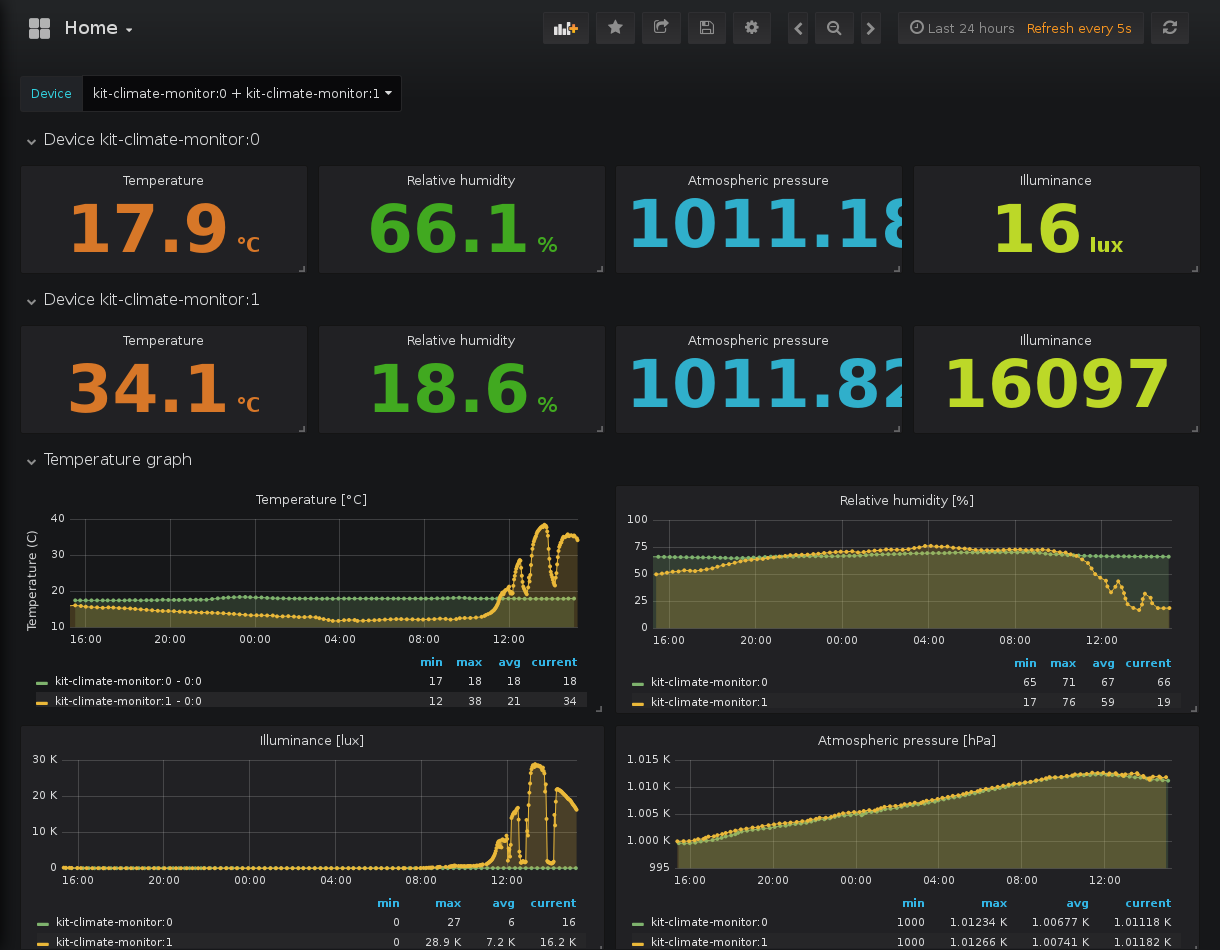 Home
Last 24 hours Refresh every 5s
Device kit-climate-monitor:0 + kit-climate-monitor:1
Device kit-climate-monitor:0
Temperature Relative humidity Atmospheric pressure Illuminance
17.9 °C 66.1 % 1011.18 16 lux
Device kit-climate-monitor:1
Temperature Relative humidity Atmospheric pressure Illuminance
34.1 °C 18.6 % 1011.82 16097
Temperature graph
Temperature [°C]
Temperature (C)
40
30
20
10
16:00 20:00 00:00 04:00 08:00 12:00
min max avg current
kit-climate-monitor:0 - 0:0 17 18 18 18
kit-climate-monitor:1 - 0:0 12 38 21 34
Relative humidity [%]
100
75
50
25
0
16:00 20:00 00:00 04:00 08:00 12:00
min max avg current
kit-climate-monitor:0 65 71 67 66
kit-climate-monitor:1 17 76 59 19
Illuminance [lux]
30 K
20 K
10 K
0
16:00 20:00 00:00 04:00 08:00 12:00
min max avg current
kit-climate-monitor:0 0 27 6 16
kit-climate-monitor:1 0 28.9 K 7.2 K 16.2 K
Atmospheric pressure [hPa]
1.015 K
1.010 K
1.005 K
1.000 K
995
16:00 20:00 00:00 04:00 08:00 12:00
min max avg current
kit-climate-monitor:0 1000 1.01234 K 1.00677 K 1.01118 K
kit-climate-monitor:1 1000 1.01266 K 1.00741 K 1.01182 K